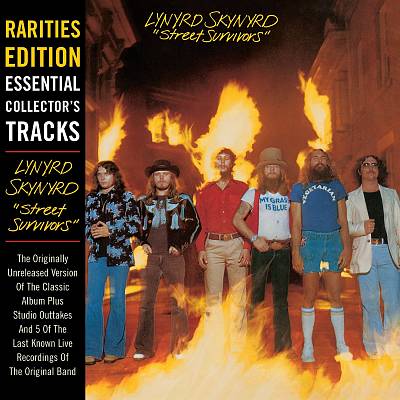 RARITIES
EDITION
ESSENTIAL
COLLECTOR'S
TRACKS
LYNYRD
SKYNYRD
"Street
Survivors"
The Originally
Unreleased Version
Of The Classic
Album Plus
Studio Outtakes
And 5 Of The
Last Known Live
Recordings Of
The Original Band
LYNYRD SKYNYRD
"Street Survivors"
MY GRASS
IS BLUE
VEGETARIAN